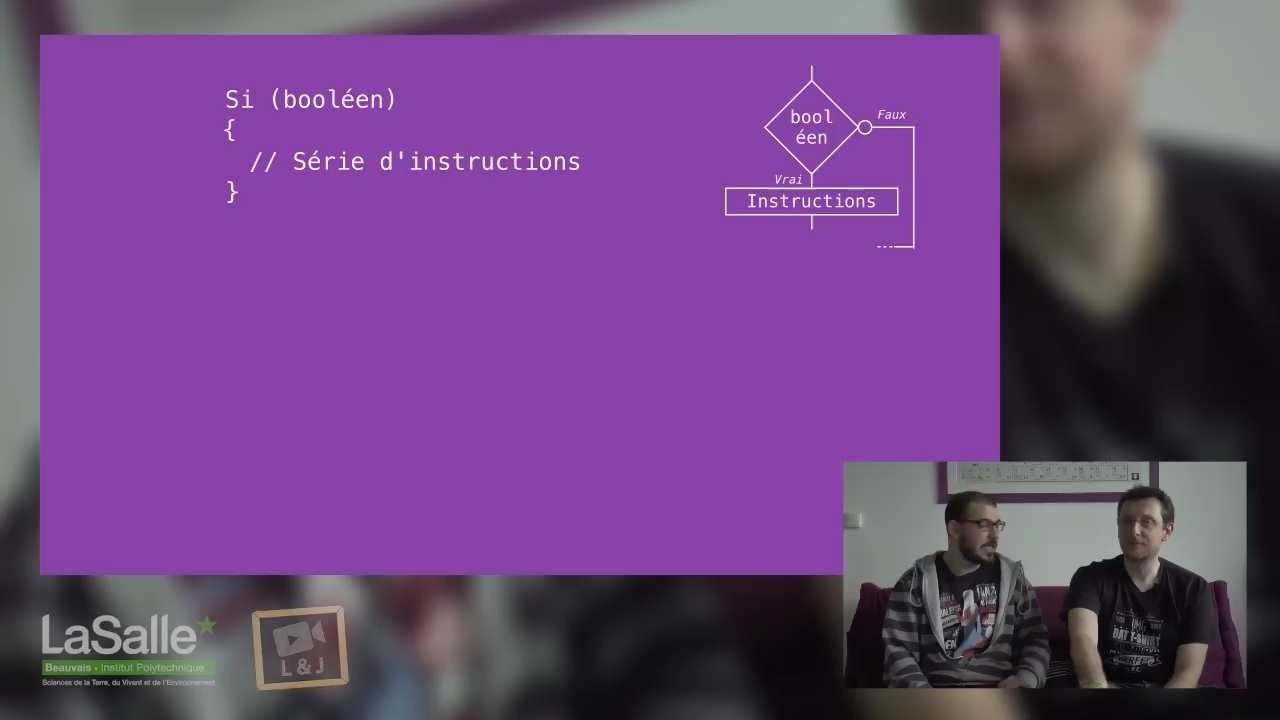 Si (booléen)
{
// Série d'instructions
}
bool
éen
Faux
Vrai
Instructions
LaSalle
Beauvais - Institut Polytechnique
Sciences de la Terre, du Vivant et de l'Environnement
L&J